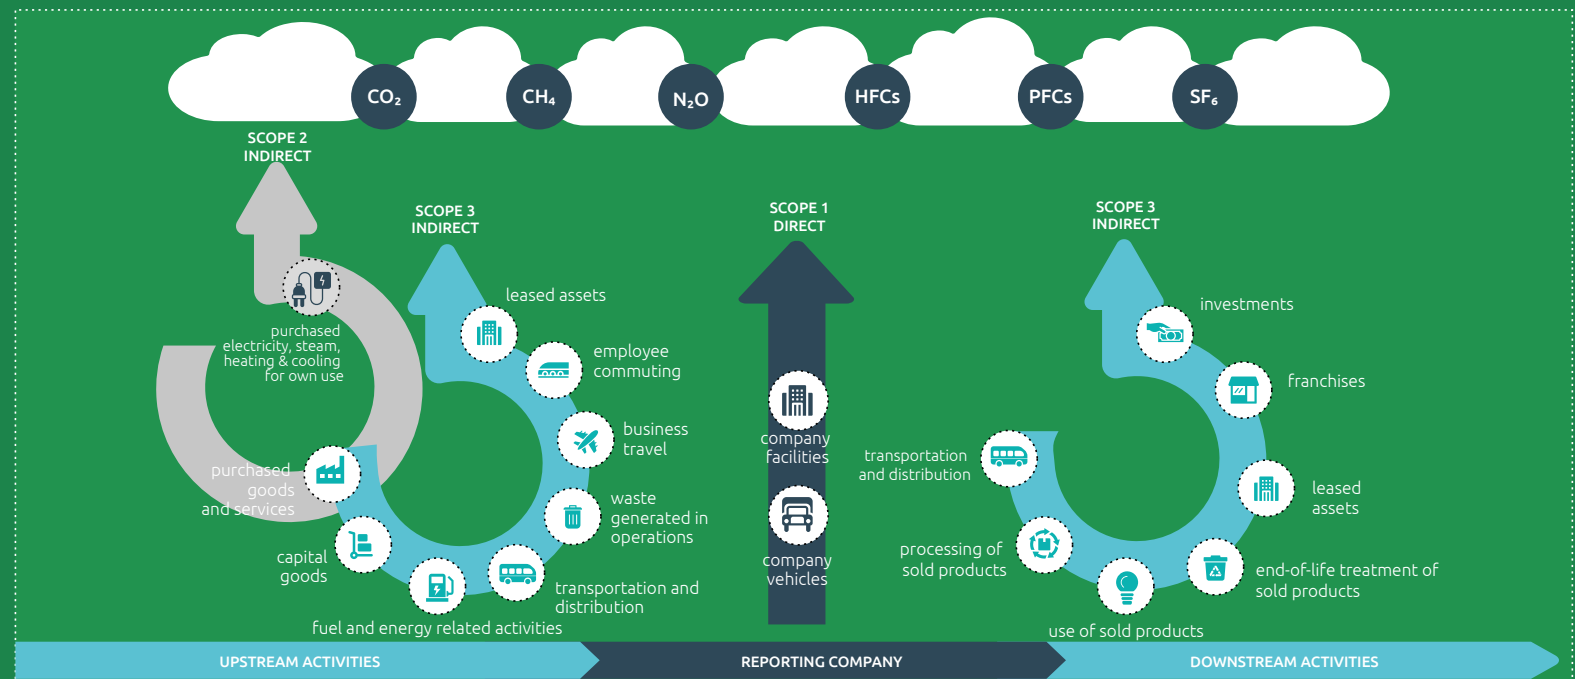 CO₂
CH₄
N₂O
HFCs
PFCs
SF₆
SCOPE 2
INDIRECT
purchased
electricity, steam,
heating & cooling
for own use
SCOPE 3
INDIRECT
leased assets
employee
commuting
business
travel
waste
generated in
operations
transportation and
distribution
fuel and energy related activities
capital
goods
purchased
goods
and services
SCOPE 1
DIRECT
company
facilities
company
vehicles
SCOPE 3
INDIRECT
investments
franchises
leased
assets
end-of-life treatment of
sold products
use of sold products
processing of
sold products
transportation
and distribution
UPSTREAM ACTIVITIES
REPORTING COMPANY
DOWNSTREAM ACTIVITIES